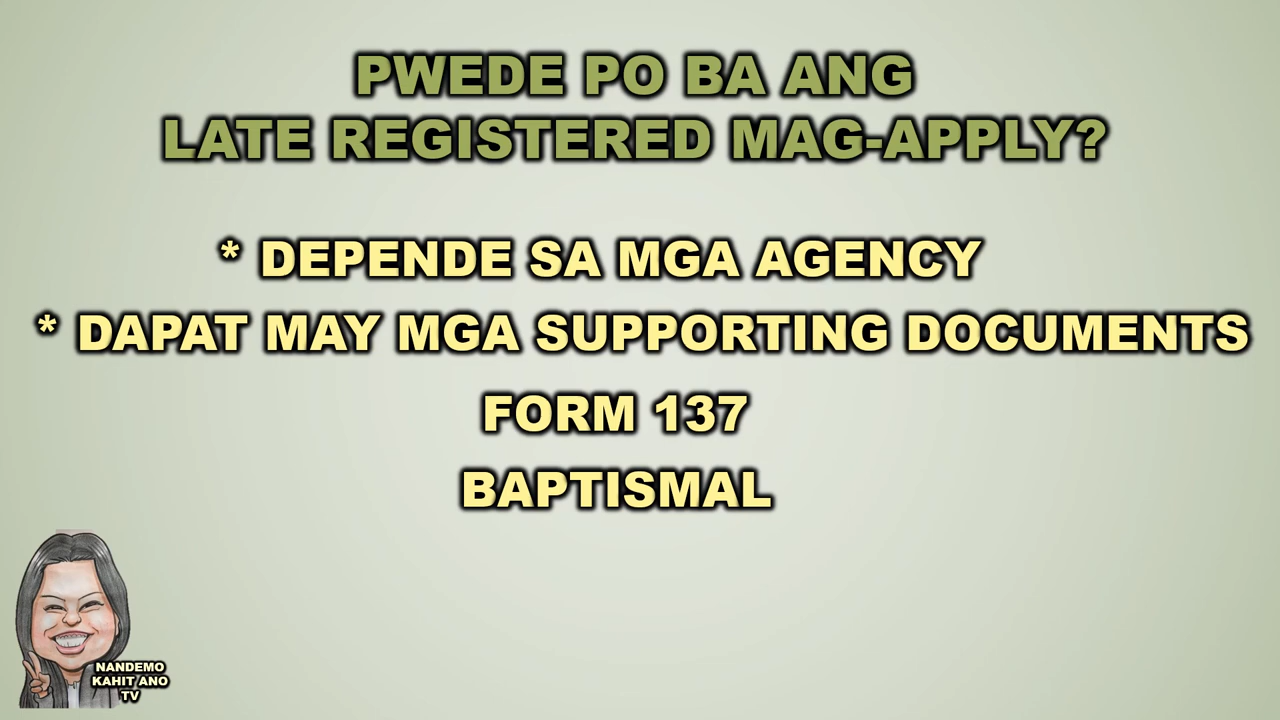 PWEDE PO BA ANG
LATE REGISTERED MAG-APPLY?
* DEPENDE SA MGA AGENCY
* DAPAT MAY MGA SUPPORTING DOCUMENTS
FORM 137
BAPTISMAL
NANDEMO
KAHIT ANO
TV